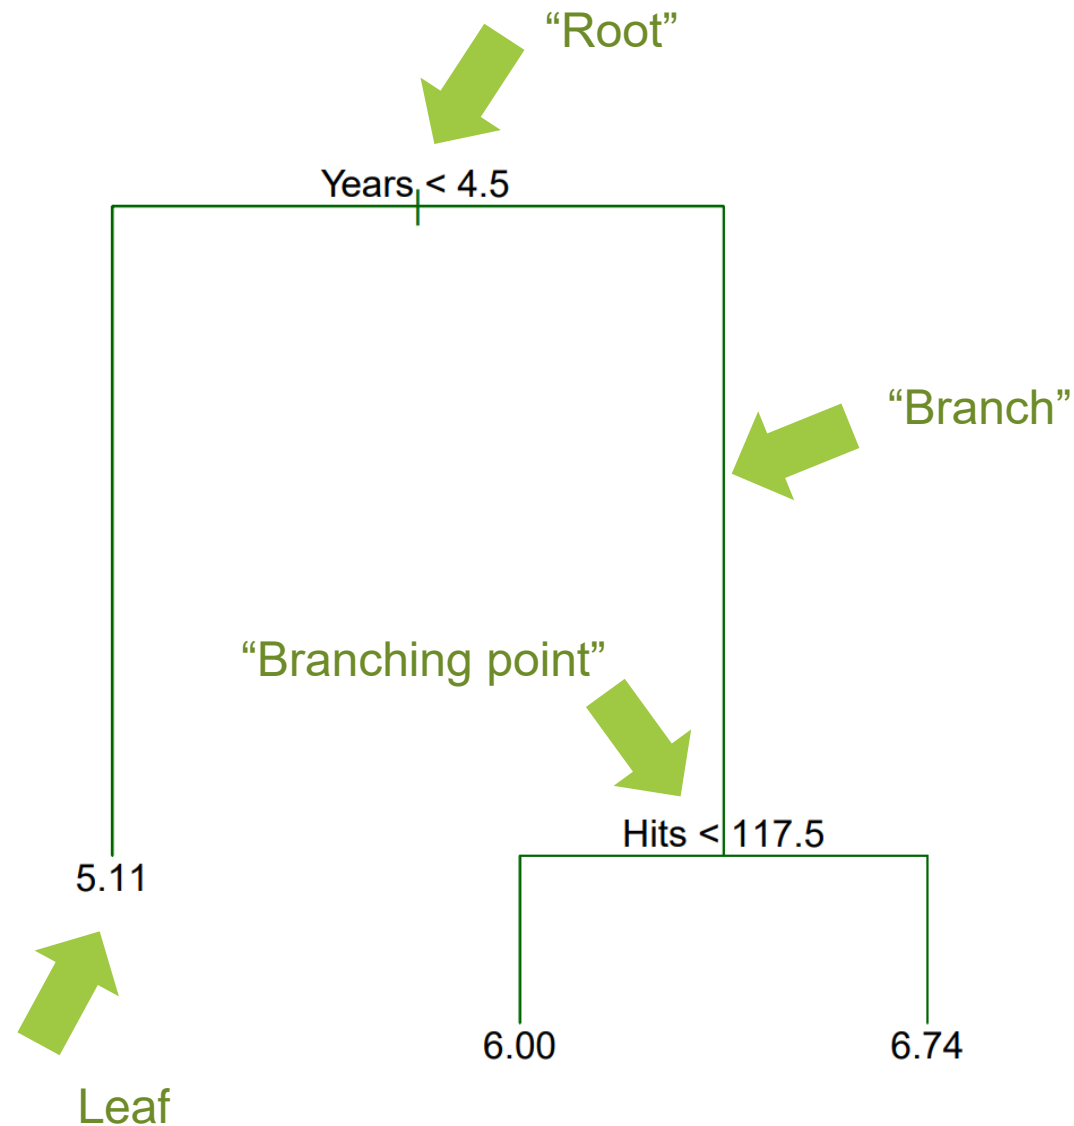 “Root”
Years < 4.5
“Branch”
“Branching point”
Hits < 117.5
5.11
6.00
6.74
Leaf